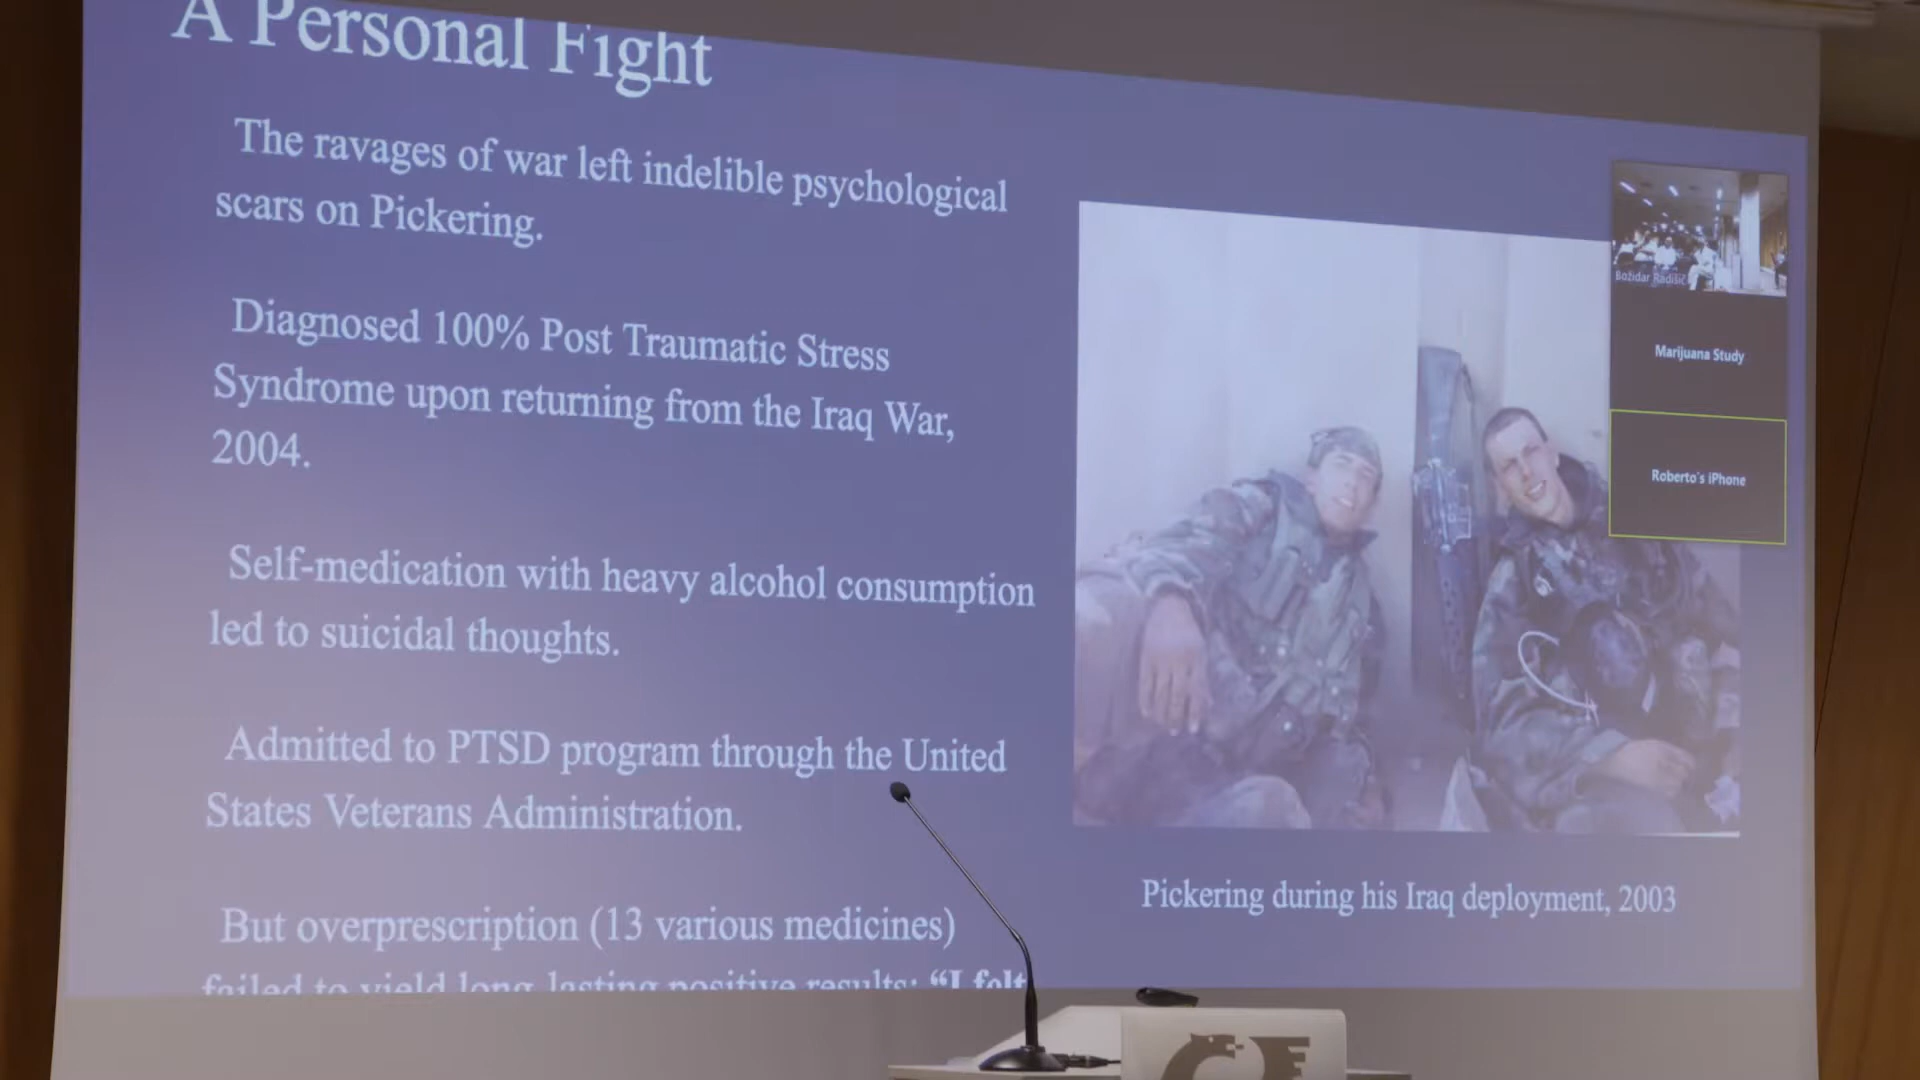 A Personal Fight
The ravages of war left indelible psychological
scars on Pickering.
Diagnosed 100% Post Traumatic Stress
Syndrome upon returning from the Iraq War,
2004.
Self-medication with heavy alcohol consumption
led to suicidal thoughts.
Admitted to PTSD program through the United
States Veterans Administration.
But overprescription (13 various medicines)
failed to yield long lasting positive results: “I felt
Pickering during his Iraq deployment, 2003
Božidar Radišič
Marijuana Study
Roberto's iPhone